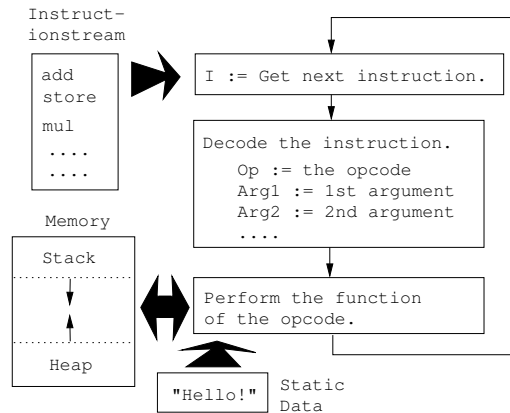 Instruct-
ionstream
add
store
mul
....
....
I := Get next instruction.
Decode the instruction.
Op := the opcode
Arg1 := 1st argument
Arg2 := 2nd argument
....
Memory
Stack
Heap
Perform the function
of the opcode.
"Hello!"
Static
Data